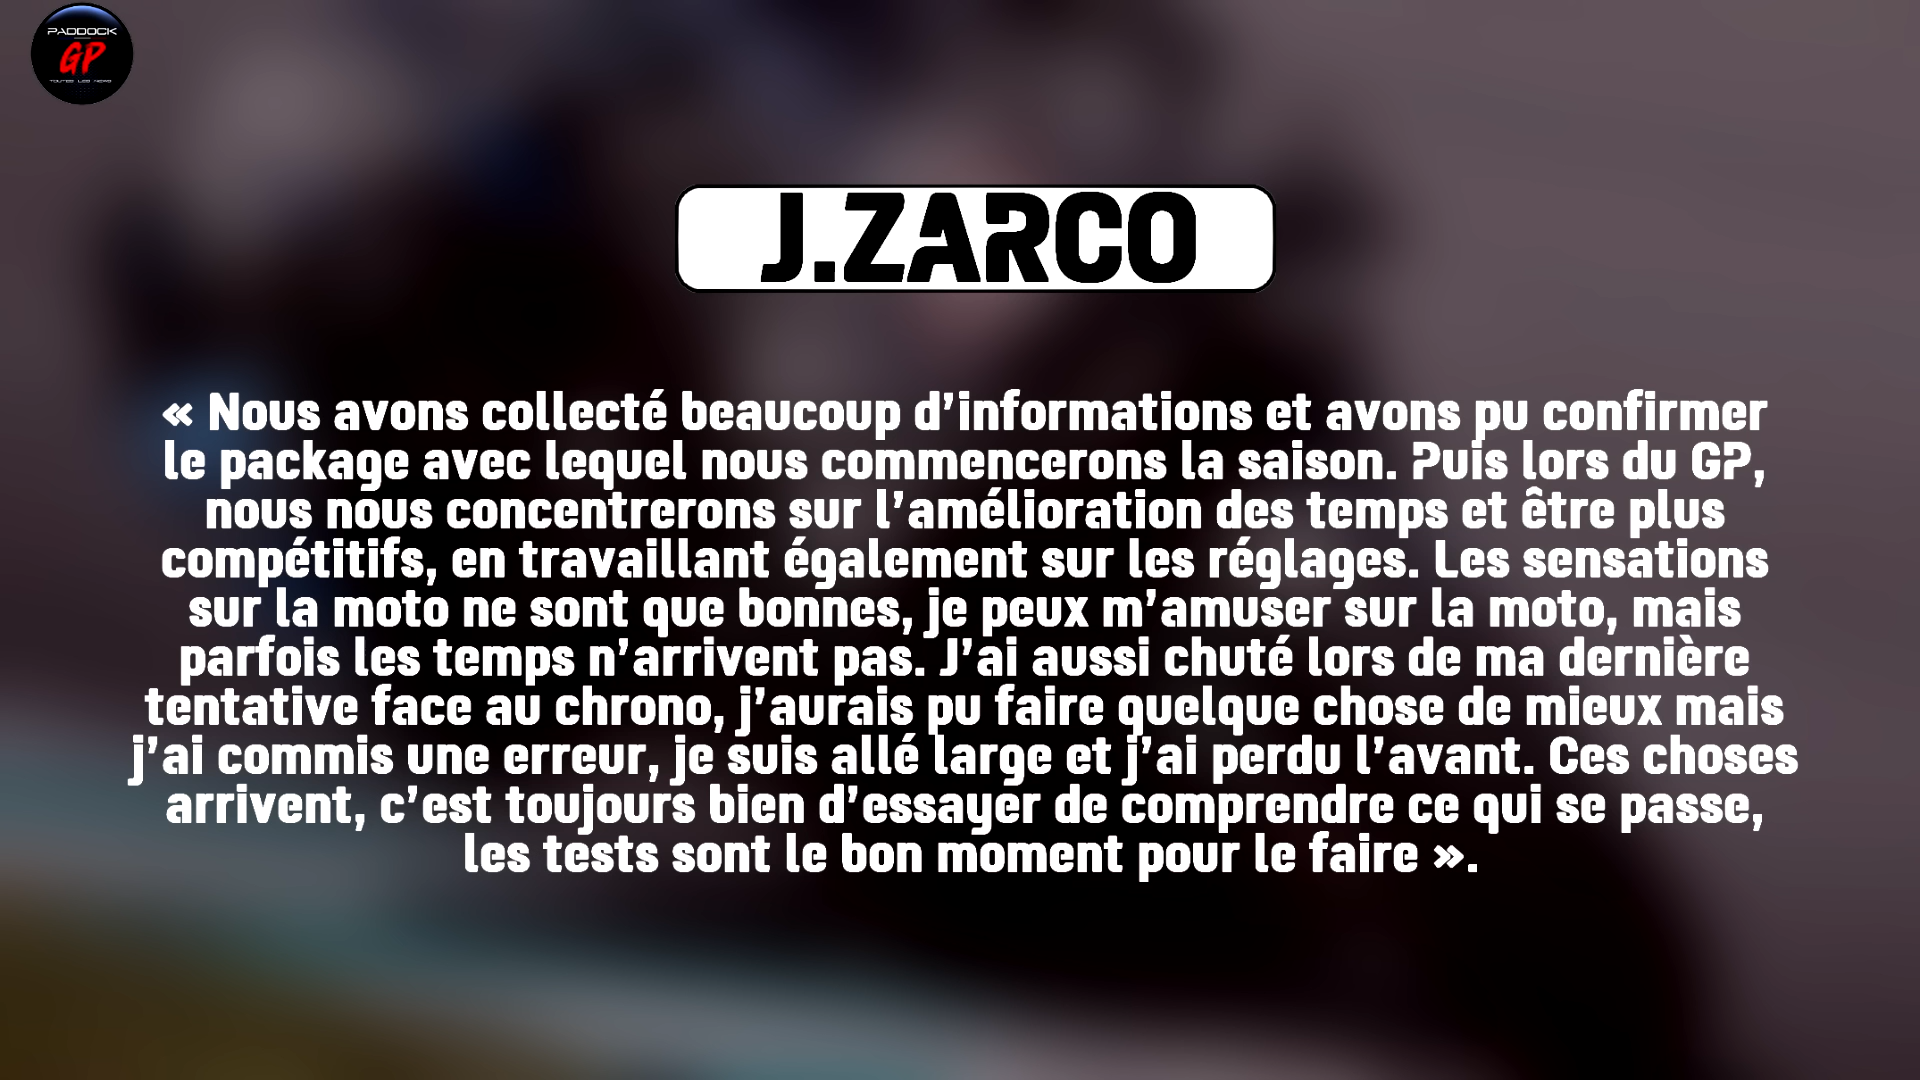 PADDOCK
GP
TOUTES LES NEWS
J.ZARCO
« Nous avons collecté beaucoup d’informations et avons pu confirmer
le package avec lequel nous commencerons la saison. Puis lors du GP,
nous nous concentrerons sur l’amélioration des temps et être plus
compétitifs, en travaillant également sur les réglages. Les sensations
sur la moto ne sont que bonnes, je peux m’amuser sur la moto, mais
parfois les temps n’arrivent pas. J’ai aussi chuté lors de ma dernière
tentative face au chrono, j’aurais pu faire quelque chose de mieux mais
j’ai commis une erreur, je suis allé large et j’ai perdu l’avant. Ces choses
arrivent, c’est toujours bien d’essayer de comprendre ce qui se passe,
les tests sont le bon moment pour le faire ».